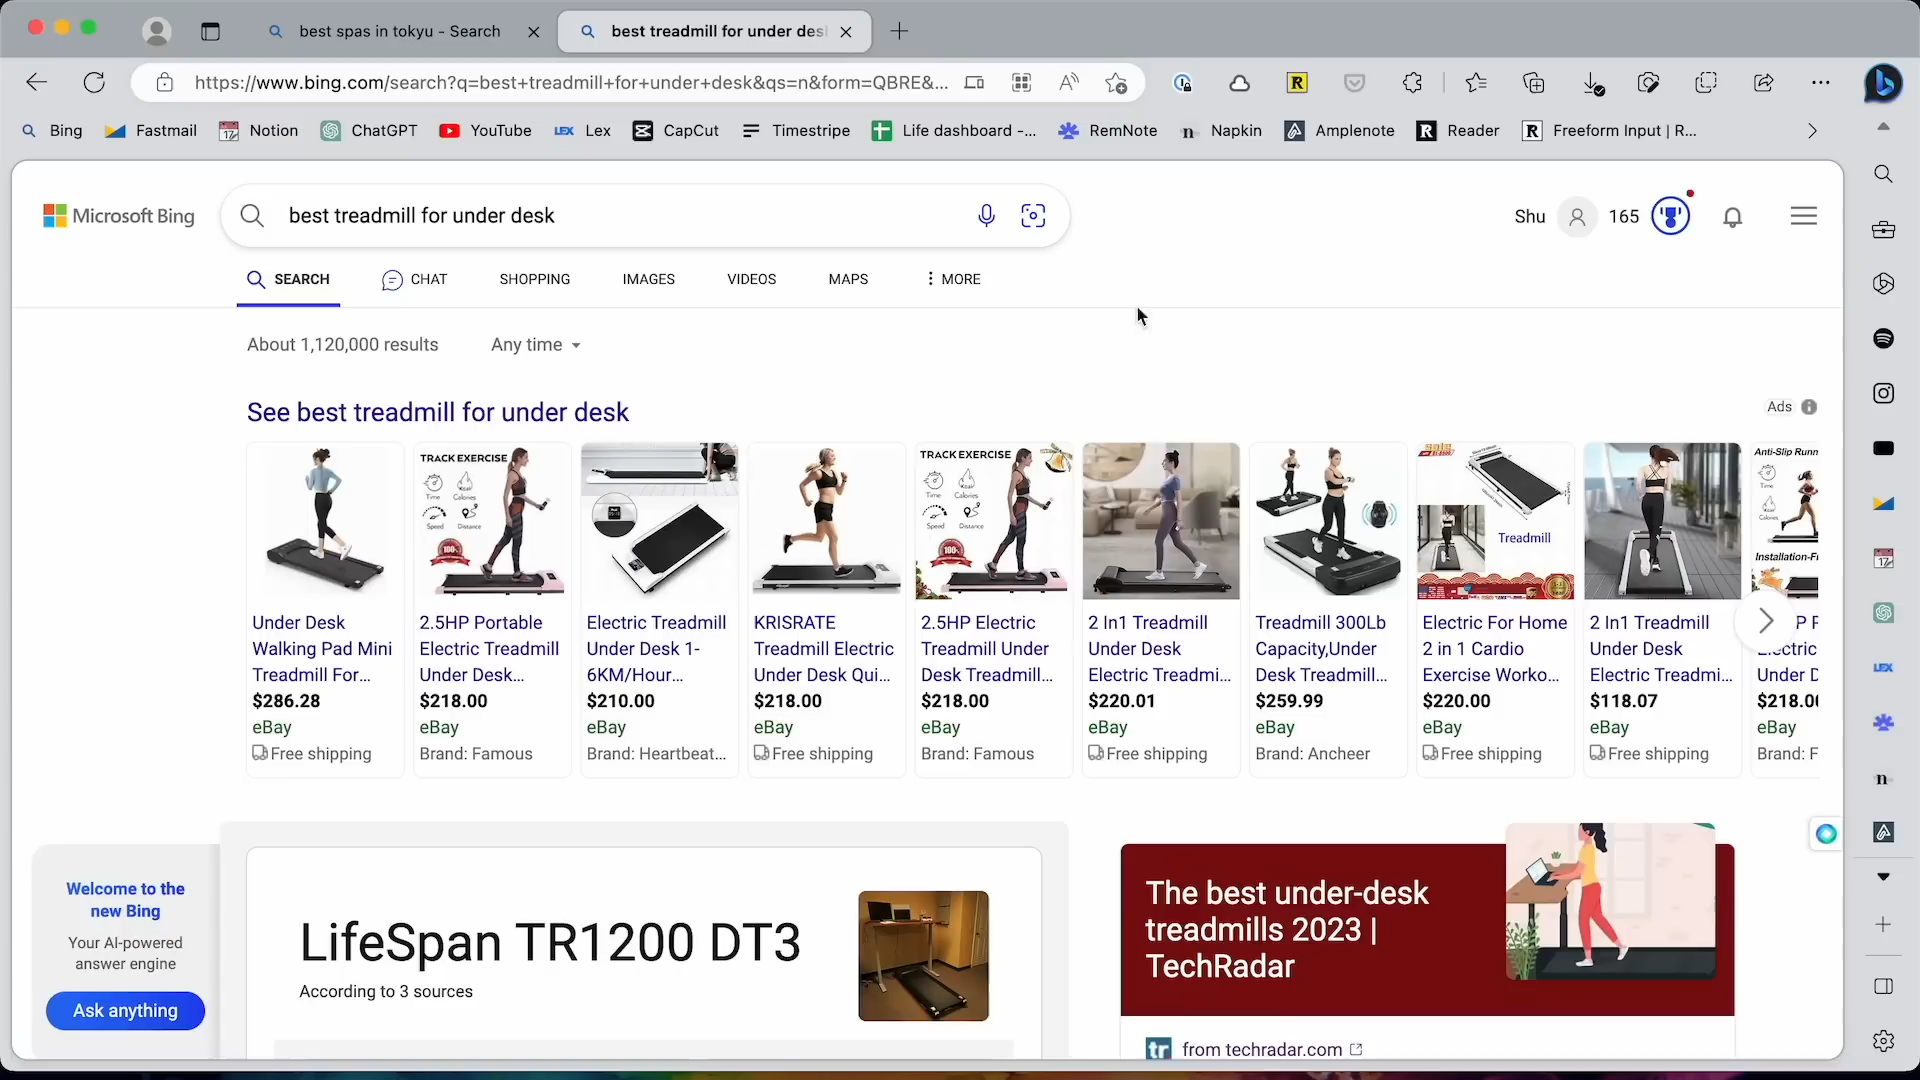 best spas in tokyu - Search
best treadmill for under des
https://www.bing.com/search?q=best+treadmill+for+under+desk&qs=n&form=QBRE&...
Bing
Fastmail
Notion
ChatGPT
YouTube
LEX Lex
CapCut
Timestripe
Life dashboard -...
RemNote
n Napkin
Amplenote
R Reader
R Freeform Input | R...
Microsoft Bing
best treadmill for under desk
Shu
165
SEARCH
CHAT
SHOPPING
IMAGES
VIDEOS
MAPS
MORE
About 1,120,000 results
Any time
See best treadmill for under desk
Ads
TRACK EXERCISE
Time
Calories
Speed
Distance
100%
TRACK EXERCISE
Time
Calories
Speed
Distance
100%
Treadmill
Anti-Slip Runn
Time
Calories
Installation-F
Under Desk
Walking Pad Mini
Treadmill For...
$286.28
eBay
Free shipping
2.5HP Portable
Electric Treadmill
Under Desk...
$218.00
eBay
Brand: Famous
Electric Treadmill
Under Desk 1-
6KM/Hour...
$210.00
eBay
Brand: Heartbeat...
KRISRATE
Treadmill Electric
Under Desk Qui...
$218.00
eBay
Free shipping
2.5HP Electric
Treadmill Under
Desk Treadmill...
$218.00
eBay
Brand: Famous
2 In1 Treadmill
Under Desk
Electric Treadmi...
$220.01
eBay
Free shipping
Treadmill 300Lb
Capacity,Under
Desk Treadmill...
$259.99
eBay
Brand: Ancheer
Electric For Home
2 in 1 Cardio
Exercise Worko...
$220.00
eBay
Free shipping
2 In1 Treadmill
Under Desk
Electric Treadmi...
$118.07
eBay
Free shipping
P F
Electric
Under D
$218.00
eBay
Brand: F
Welcome to the
new Bing
Your AI-powered
answer engine
Ask anything
LifeSpan TR1200 DT3
According to 3 sources
The best under-desk
treadmills 2023 |
TechRadar
tr from techradar.com
LEX
n